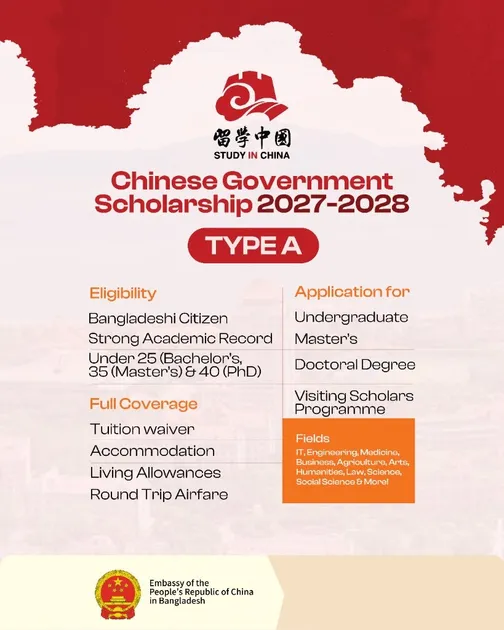 留学中國
STUDY IN CHINA
Chinese Government
Scholarship 2027-2028
TYPE A
Eligibility
Bangladeshi Citizen
Strong Academic Record
Under 25 (Bachelor's,
35 (Master's) & 40 (PhD)
Full Coverage
Tuition waiver
Accommodation
Living Allowances
Round Trip Airfare
Application for
Undergraduate
Master's
Doctoral Degree
Visiting Scholars
Programme
Fields
IT, Engineering, Medicine,
Business, Agriculture, Arts,
Humanities, Law, Science,
Social Science & More!
Embassy of the
People's Republic of China
in Bangladesh